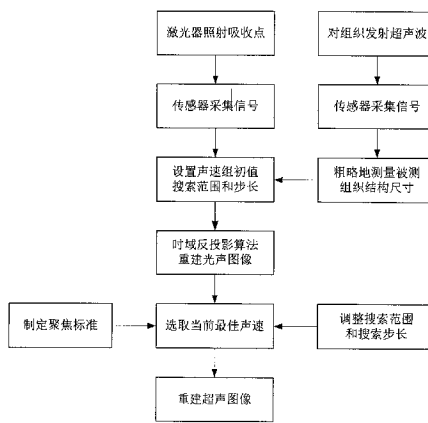 激光器照射吸收点
对组织发射超声波
传感器采集信号
传感器采集信号
设置声速组初值
搜索范围和步长
粗略地测量被测
组织结构尺寸
时域反投影算法
重建光声图像
制定聚焦标准
选取当前最佳声速
调整搜索范围
和搜索步长
重建超声图像